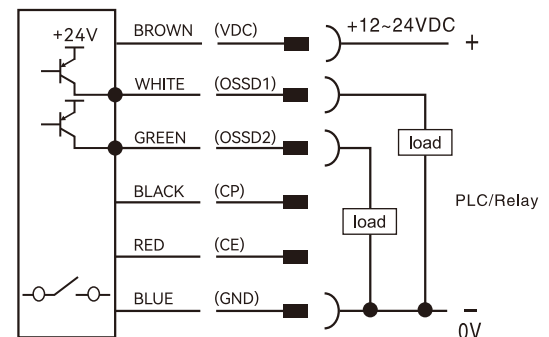 +24V
BROWN (VDC) +12~24VDC +
WHITE (OSSD1)
GREEN (OSSD2) load
BLACK (CP) PLC/Relay
load
RED (CE)
BLUE (GND) −
0V